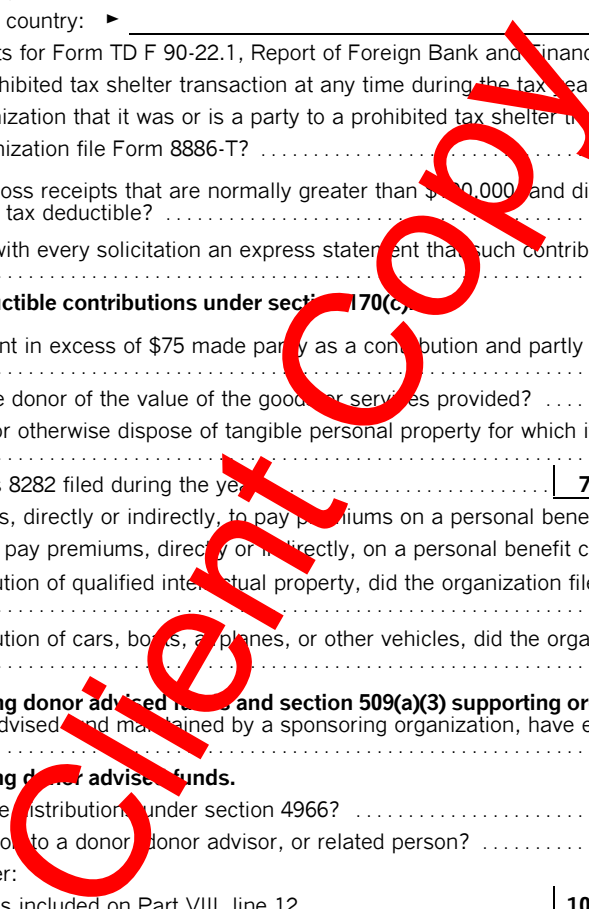 country: ►
ts for Form TD F 90-22.1, Report of Foreign Bank and Financ
hibited tax shelter transaction at any time during the tax yea
nization that it was or is a party to a prohibited tax shelter
nization file Form 8886-T?
oss receipts that are normally greater than $100,000, and di
tax deductible?
with every solicitation an express statement that such contrib
uctible contributions under section 170(c).
nt in excess of $75 made partly as a contribution and partly
e donor of the value of the goods or services provided?
or otherwise dispose of tangible personal property for which i
s 8282 filed during the year 7
s, directly or indirectly, to pay premiums on a personal bene
pay premiums, directly or indirectly, on a personal benefit c
ution of qualified intellectual property, did the organization file
ution of cars, boats, airplanes, or other vehicles, did the orga
ng donor advised funds and section 509(a)(3) supporting or
dvised fund maintained by a sponsoring organization, have e
ng donor advised funds.
e distributions under section 4966?
on to a donor, donor advisor, or related person?
er:
s included on Part VIII, line 12 10
Client Copy